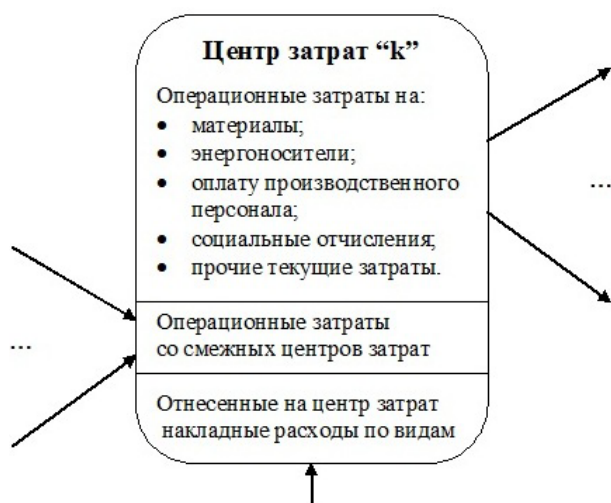 Центр затрат “k”
Операционные затраты на:
• материалы;
• энергоносители;
• оплату производственного
персонала;
• социальные отчисления;
• прочие текущие затраты.
...
...
Операционные затраты
со смежных центров затрат
Отнесенные на центр затрат
накладные расходы по видам